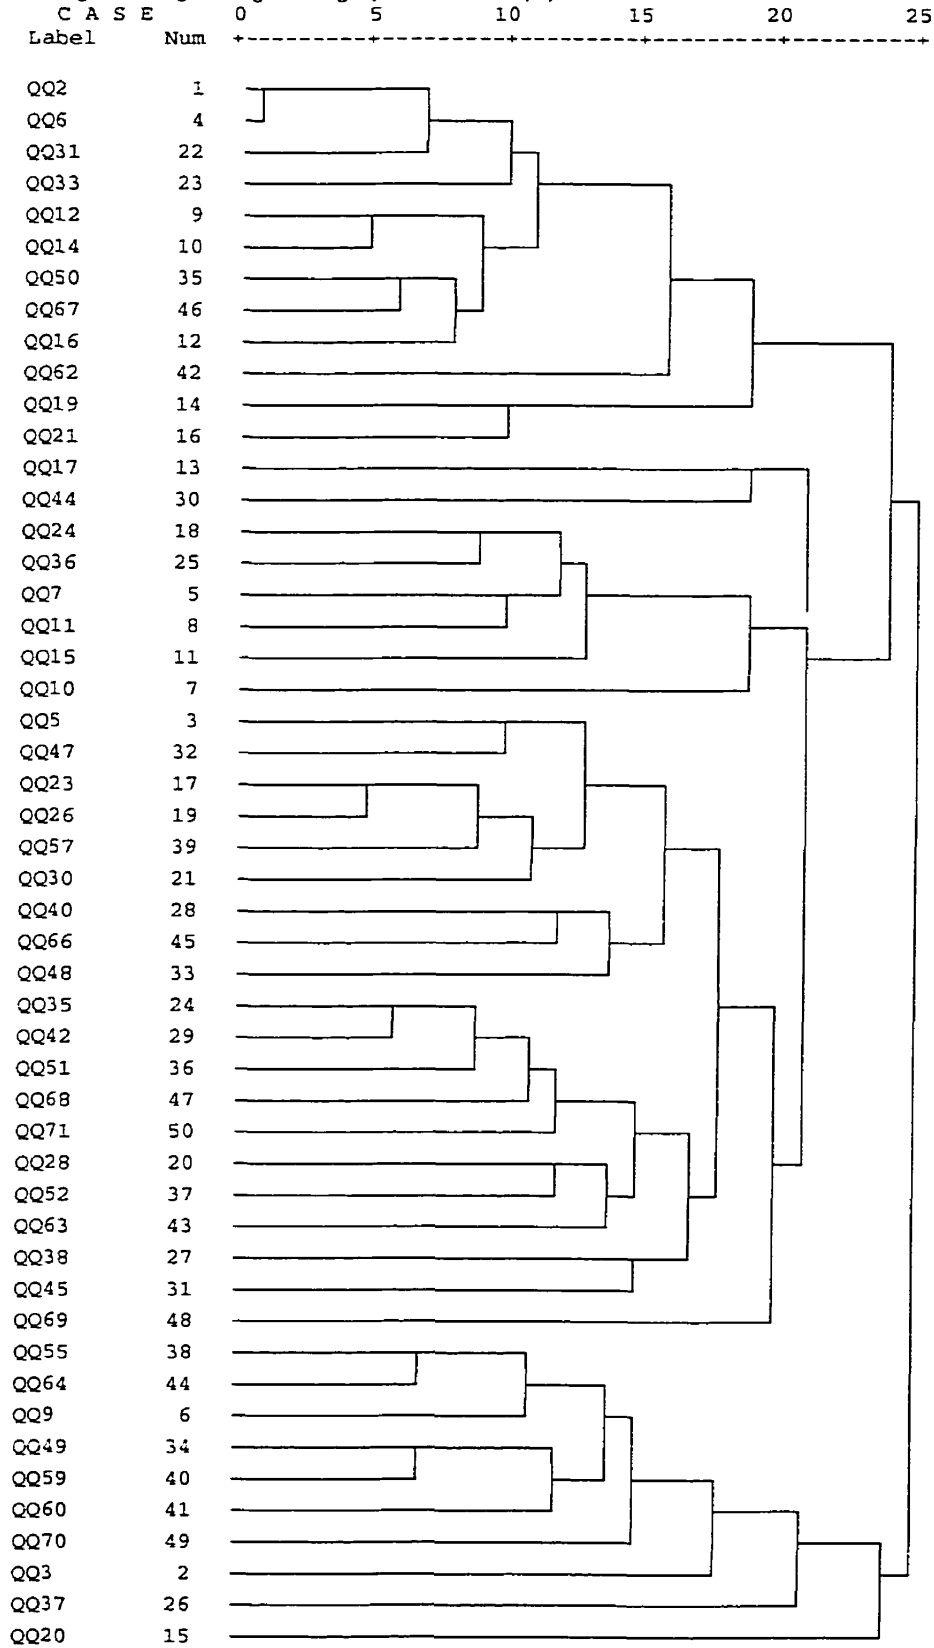 C A S E 0 5 10 15 20 25
Label Num +---------+---------+---------+---------+---------+
QQ2 1
QQ6 4
QQ31 22
QQ33 23
QQ12 9
QQ14 10
QQ50 35
QQ67 46
QQ16 12
QQ62 42
QQ19 14
QQ21 16
QQ17 13
QQ44 30
QQ24 18
QQ36 25
QQ7 5
QQ11 8
QQ15 11
QQ10 7
QQ5 3
QQ47 32
QQ23 17
QQ26 19
QQ57 39
QQ30 21
QQ40 28
QQ66 45
QQ48 33
QQ35 24
QQ42 29
QQ51 36
QQ68 47
QQ71 50
QQ28 20
QQ52 37
QQ63 43
QQ38 27
QQ45 31
QQ69 48
QQ55 38
QQ64 44
QQ9 6
QQ49 34
QQ59 40
QQ60 41
QQ70 49
QQ3 2
QQ37 26
QQ20 15